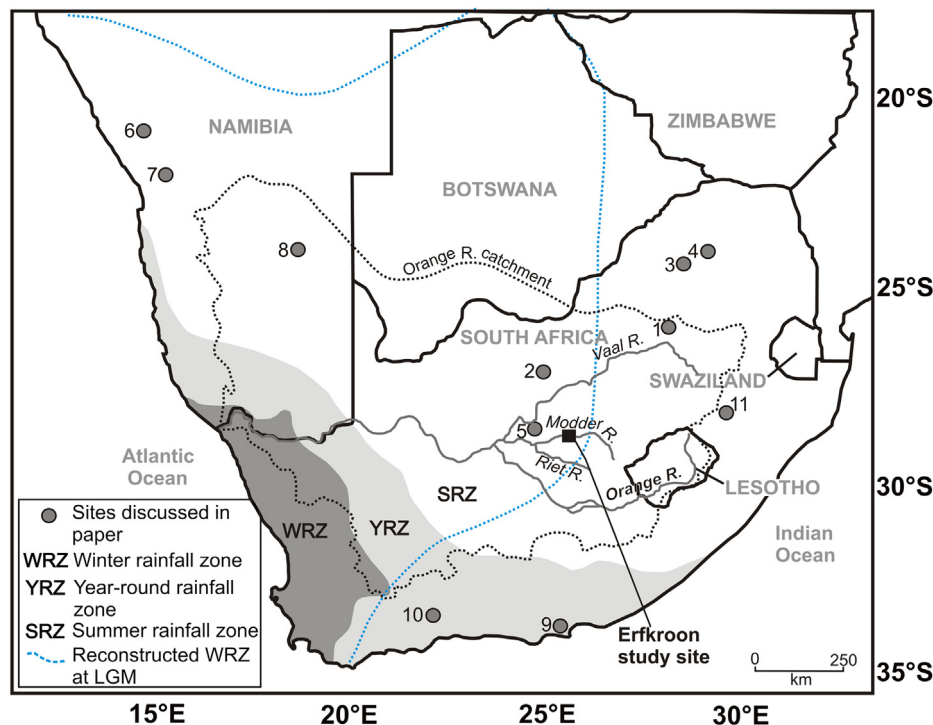 20°S
ZIMBABWE
NAMIBIA
6
7
BOTSWANA
8
Orange R. catchment
4
3
25°S
1
SOUTH AFRICA
Vaal R.
2
SWAZILAND
11
5
Modder R.
Riet R.
Orange R.
LESOTHO
30°S
Atlantic
Ocean
SRZ
WRZ
YRZ
Indian
Ocean
Sites discussed in
paper
WRZ Winter rainfall zone
YRZ Year-round rainfall
zone
SRZ Summer rainfall zone
Reconstructed WRZ
at LGM
10
9
Erfkroon
study site
0 250
km
35°S
15°E 20°E 25°E 30°E